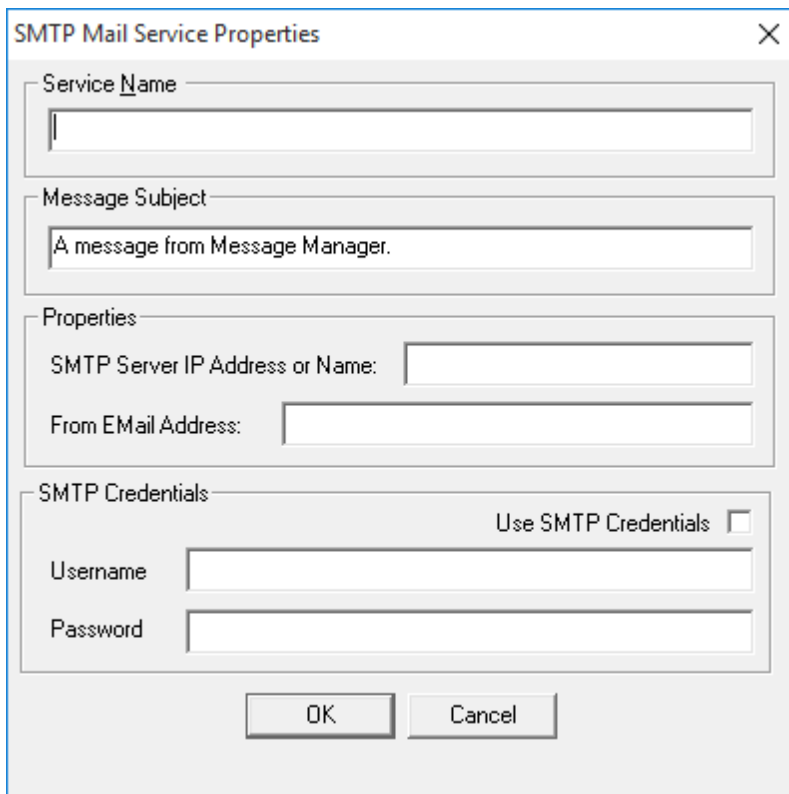 SMTP Mail Service Properties
Service Name
Message Subject
A message from Message Manager.
Properties
SMTP Server IP Address or Name:
From EMail Address:
SMTP Credentials
Use SMTP Credentials
Username
Password
OK Cancel